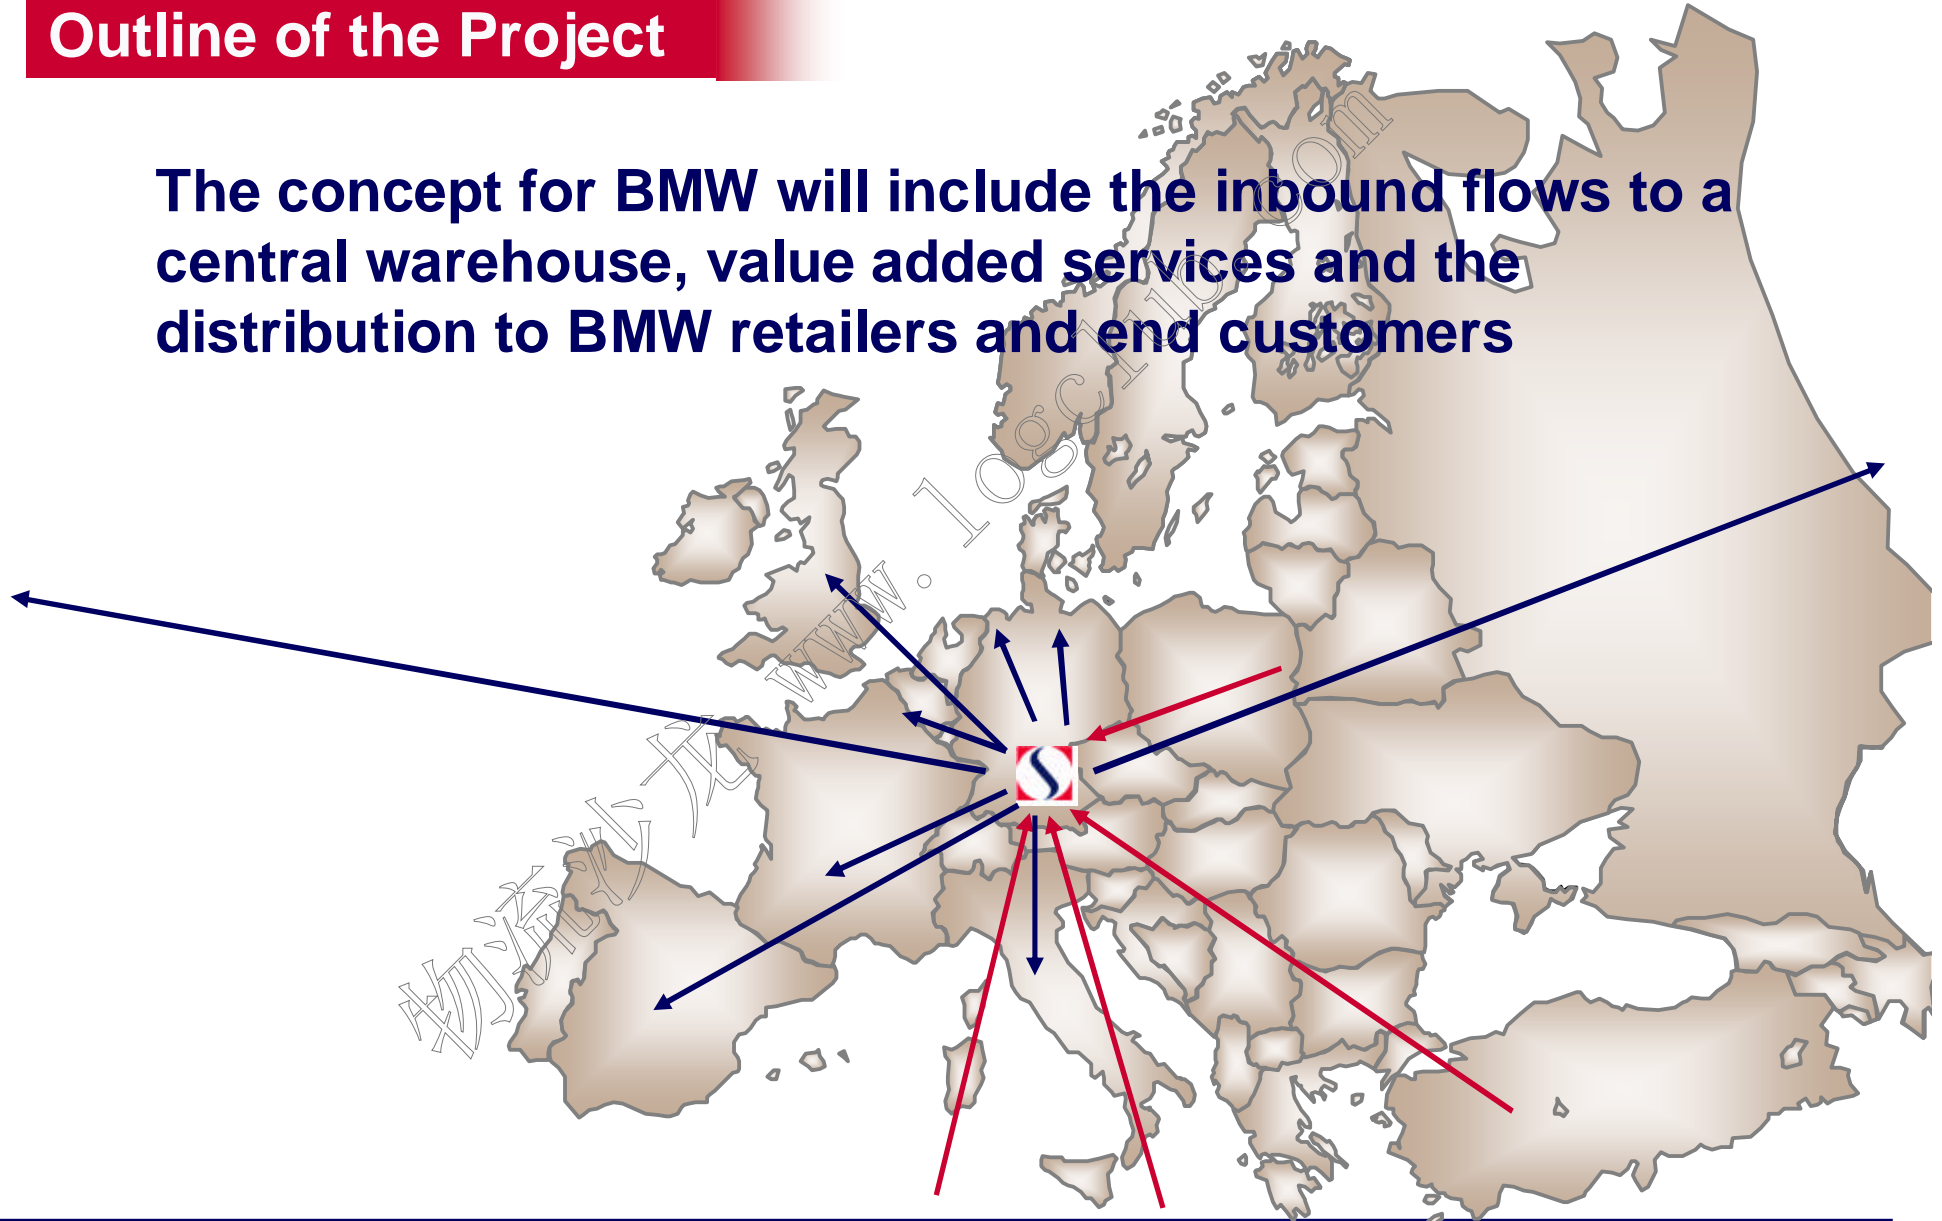 Outline of the Project
The concept for BMW will include the inbound flows to a
central warehouse, value added services and the
distribution to BMW retailers and end customers
物流沙龙 www.logclub.com